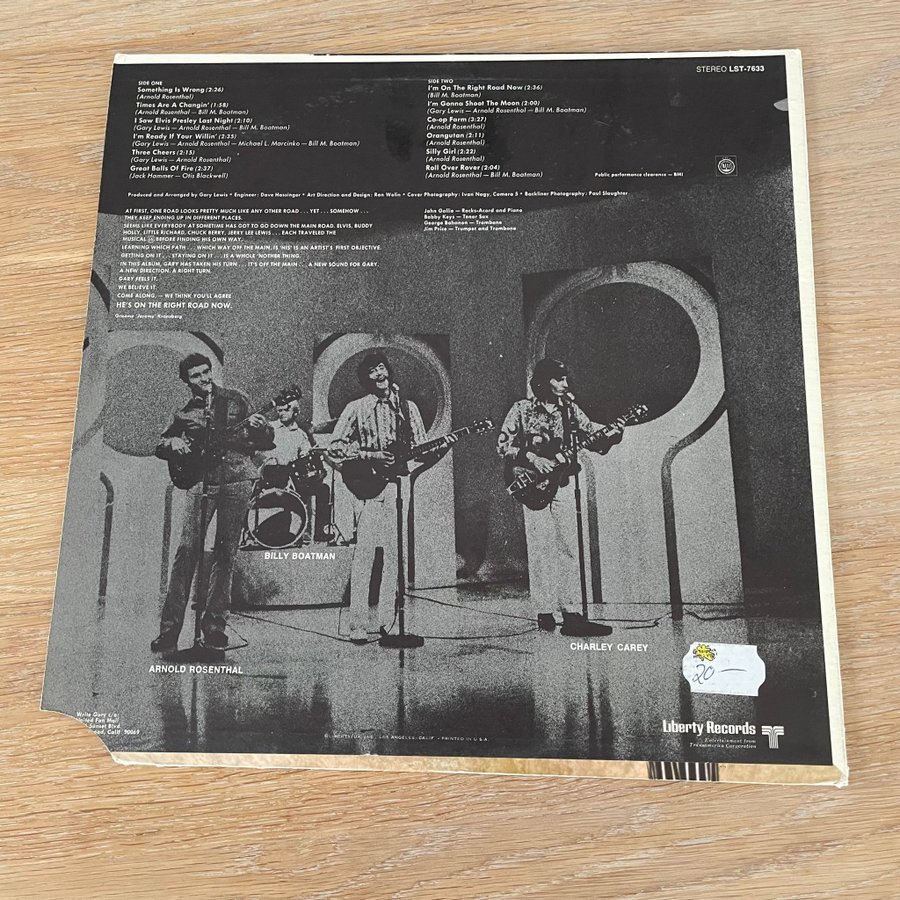 STEREO LST-7633
SIDE ONE
Something Is Wrong (2:26)
(Arnold Rosenthal)
Times Are A Changin' (1:58)
(Arnold Rosenthal — Bill M. Boatman)
I Saw Elvis Presley Last Night (2:10)
(Gary Lewis — Arnold Rosenthal — Bill M. Boatman)
I'm Ready If Your Willin' (2:35)
(Gary Lewis — Arnold Rosenthal — Michael L. Marcinko — Bill M. Boatman)
Three Cheers (2:15)
(Gary Lewis — Arnold Rosenthal)
Great Balls Of Fire (2:37)
(Jack Hammer — Otis Blackwell)
SIDE TWO
I'm On The Right Road Now (2:36)
(Bill M. Boatman)
I'm Gonna Shoot The Moon (2:00)
(Gary Lewis — Arnold Rosenthal — Bill M. Boatman)
Co-op Farm (3:27)
(Arnold Rosenthal)
Orangutan (2:11)
(Arnold Rosenthal)
Silly Girl (2:22)
(Arnold Rosenthal)
Roll Over Rover (2:04)
(Arnold Rosenthal — Bill M. Boatman)
Public performance clearance — BMI
Produced and Arranged by Gary Lewis • Engineer: Dave Hassinger • Art Direction and Design: Ron Wolin • Cover Photography: Ivan Nagy, Camera 5 • Backliner Photography: Paul Slaughter
AT FIRST, ONE ROAD LOOKS PRETTY MUCH LIKE ANY OTHER ROAD . . . YET . . . SOMEHOW . . .
THEY KEEP ENDING UP IN DIFFERENT PLACES.
SEEMS LIKE EVERYBODY AT SOMETIME HAS GOT TO GO DOWN THE MAIN ROAD. ELVIS, BUDDY
HOLLY, LITTLE RICHARD, CHUCK BERRY, JERRY LEE LEWIS . . . EACH TRAVELED THE
MUSICAL BEFORE FINDING HIS OWN WAY.
LEARNING WHICH PATH . . . WHICH WAY OFF THE MAIN, IS 'HIS' IS AN ARTIST'S FIRST OBJECTIVE.
GETTING ON IT . . . STAYING ON IT . . . IS A WHOLE 'NOTHER THING.
IN THIS ALBUM, GARY HAS TAKEN HIS TURN . . . IT'S OFF THE MAIN . . . A NEW SOUND FOR GARY.
A NEW DIRECTION. A RIGHT TURN.
GARY FEELS IT.
WE BELIEVE IT.
COME ALONG, — WE THINK YOU'LL AGREE
HE'S ON THE RIGHT ROAD NOW.
Graeme 'Jeremy' Kronsberg
John Gallie — Rocks-Acord and Piano
Bobby Keys — Tenor Sax
George Bohanon — Trombone
Jim Price — Trumpet and Trombone
BILLY BOATMAN
ARNOLD ROSENTHAL
CHARLEY CAREY
20—
Write Gary c/o
Fan Mail
Sunset Blvd.
Calif. 90069
LOS ANGELES, CALIF. • PRINTED IN U.S.A.
Liberty Records
Entertainment from
Transamerica Corporation